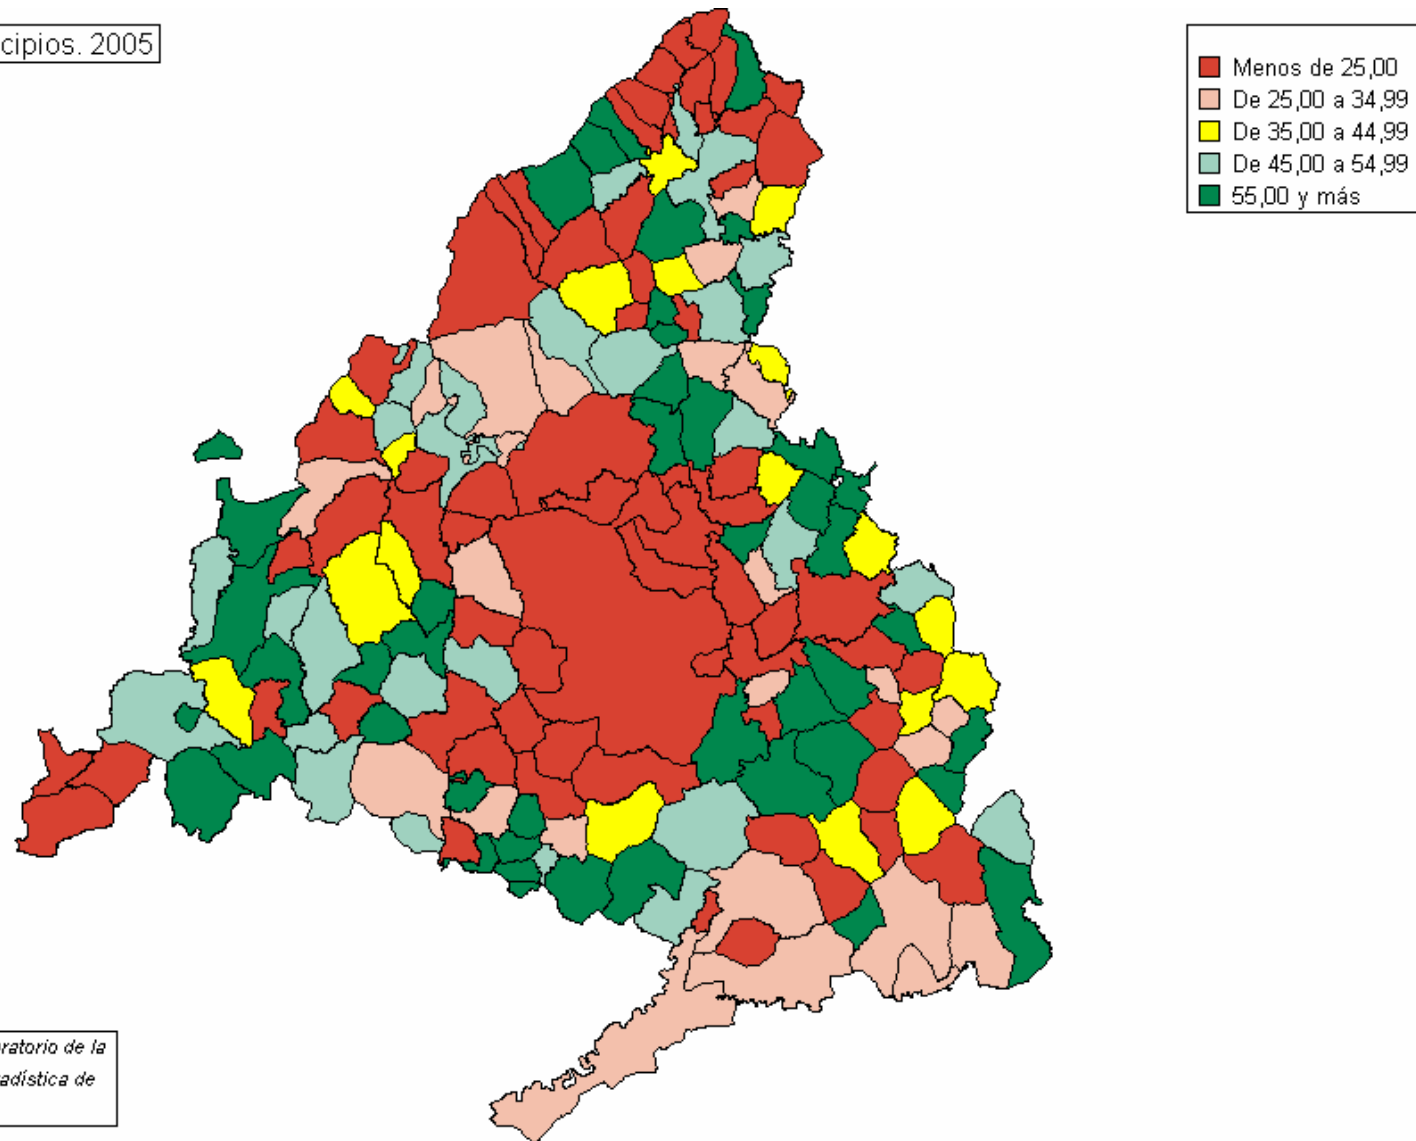 cipios. 2005
Menos de 25,00
De 25,00 a 34,99
De 35,00 a 44,99
De 45,00 a 54,99
55,00 y más
ratorio de la
adística de